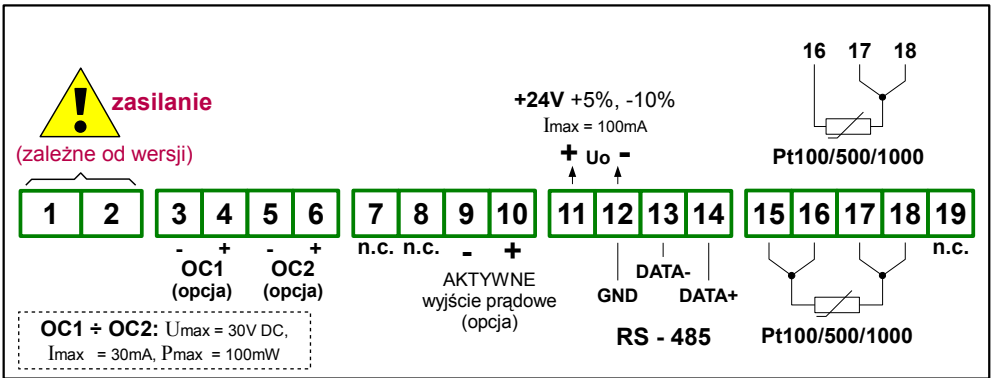 16 17 18
zasilanie
+24V +5%, -10%
Imax = 100mA
(zależne od wersji)
+ Uo -
Pt100/500/1000
1 2 3 4 5 6 7 8 9 10 11 12 13 14 15 16 17 18 19
- + - + n.c. n.c. - + n.c.
OC1 OC2
(opcja) (opcja)
AKTYWNE
wyjście prądowe
(opcja)
DATA-
GND DATA+
RS - 485
Pt100/500/1000
OC1 ÷ OC2: Umax = 30V DC,
Imax = 30mA, Pmax = 100mW